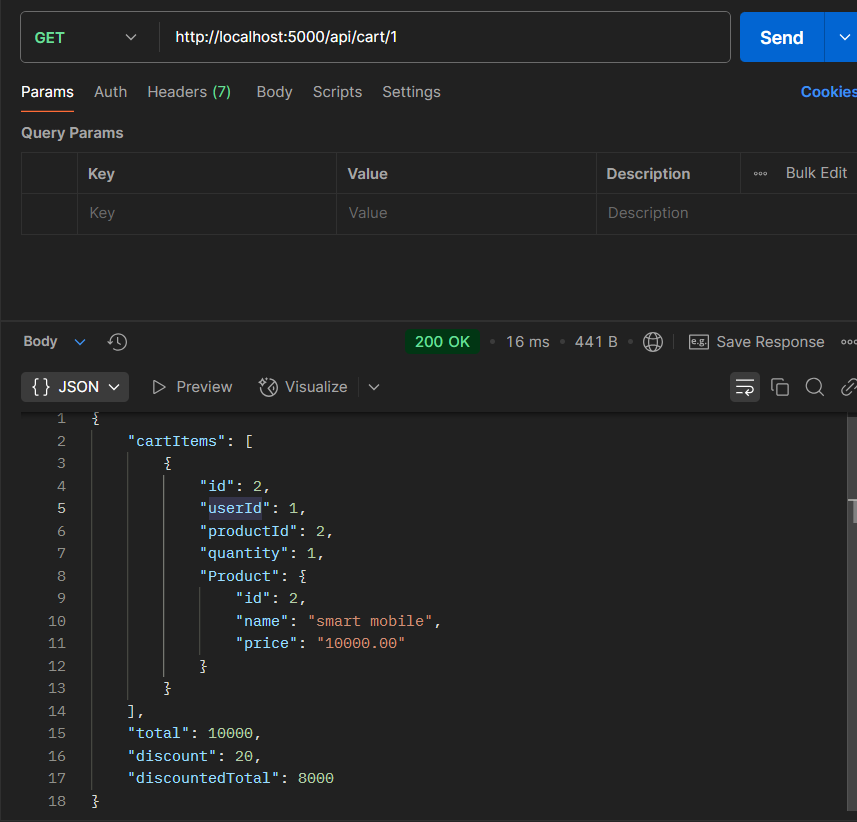 GET http://localhost:5000/api/cart/1 Send
Params Auth Headers (7) Body Scripts Settings Cookies
Query Params
Key Value Description Bulk Edit
Key Value Description
Body 200 OK 16 ms 441 B e.g. Save Response
{} JSON Preview Visualize
1 {
2 "cartItems": [
3 {
4 "id": 2,
5 "userId": 1,
6 "productId": 2,
7 "quantity": 1,
8 "Product": {
9 "id": 2,
10 "name": "smart mobile",
11 "price": "10000.00"
12 }
13 }
14 ],
15 "total": 10000,
16 "discount": 20,
17 "discountedTotal": 8000
18 }